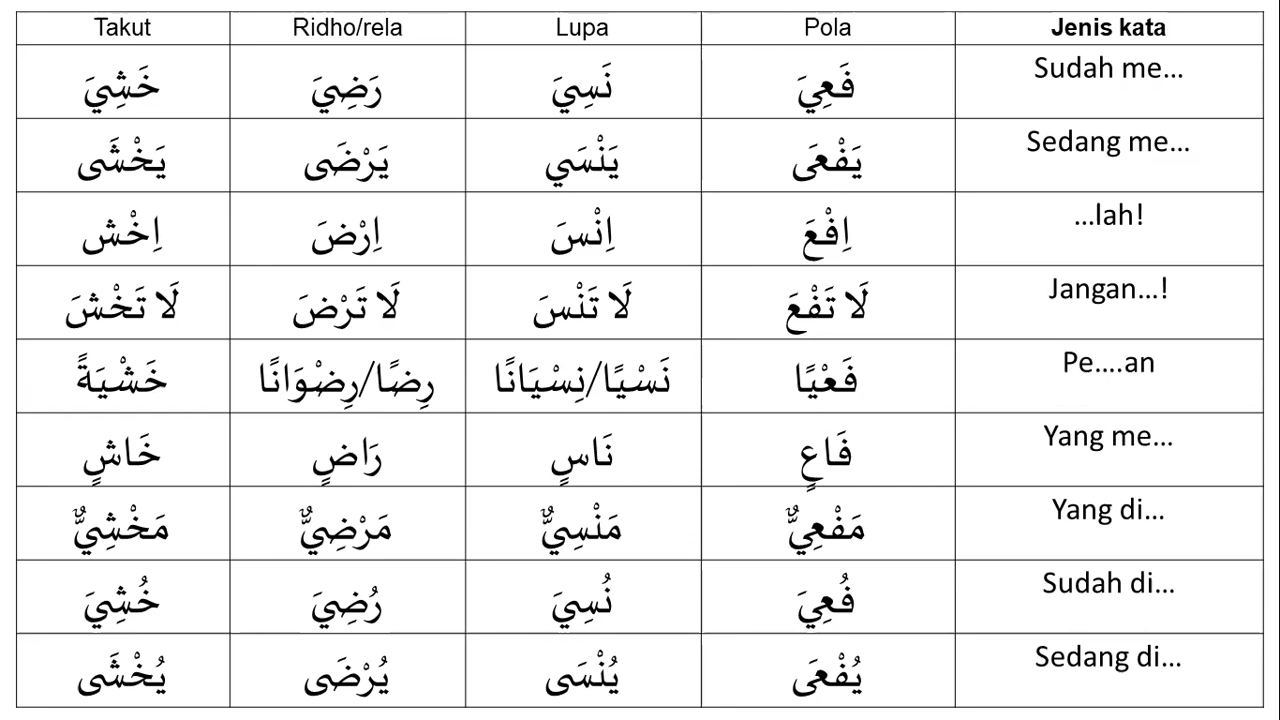 Takut Ridho/rela Lupa Pola Jenis kata
خَشِيَ رَضِيَ نَسِيَ فَعِيَ Sudah me...
يَخْشَى يَرْضَى يَنْسَي يَفْعَى Sedang me...
اِخْش اِرْضَ اِنْسَ اِفْعَ ...lah!
لَا تَخْشَ لَا تَرْضَ لَا تَنْسَ لَا تَفْعَ Jangan...!
خَشْيَةً رِضًا/رِضْوَانًا نَسْيًا/نِسْيَانًا فَعْيًا Pe....an
خَاشٍ رَاضٍ نَاسٍ فَاعٍ Yang me...
مَخْشِيٌّ مَرْضِيٌّ مَنْسِيٌّ مَفْعِيٌّ Yang di...
خُشِيَ رُضِيَ نُسِيَ فُعِيَ Sudah di...
يُخْشَى يُرْضَى يُنْسَى يُفْعَى Sedang di...